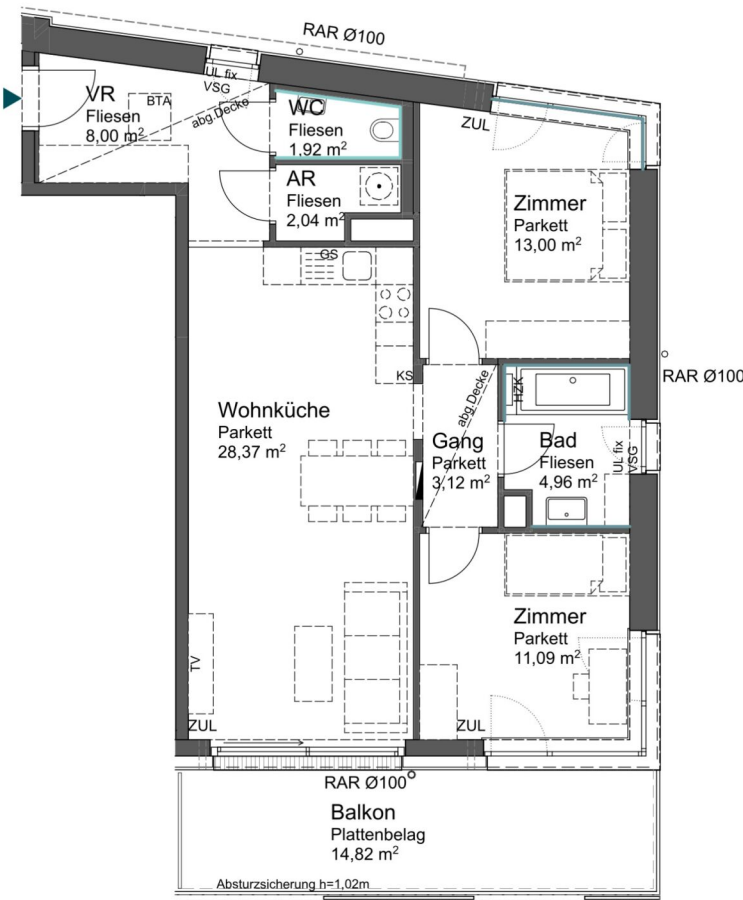 RAR Ø100
UL fix
VSG
VR
Fliesen
8,00 m²
BTA
abg.Decke
WC
Fliesen
1,92 m²
ZUL
AR
Fliesen
2,04 m²
Zimmer
Parkett
13,00 m²
GS
KS
RAR Ø100
abg.Decke
HZK
Wohnküche
Parkett
28,37 m²
Gang
Parkett
3,12 m²
Bad
Fliesen
4,96 m²
UL fix
VSG
Zimmer
Parkett
11,09 m²
TV
ZUL
ZUL
RAR Ø100
Balkon
Plattenbelag
14,82 m²
Absturzsicherung h=1,02m